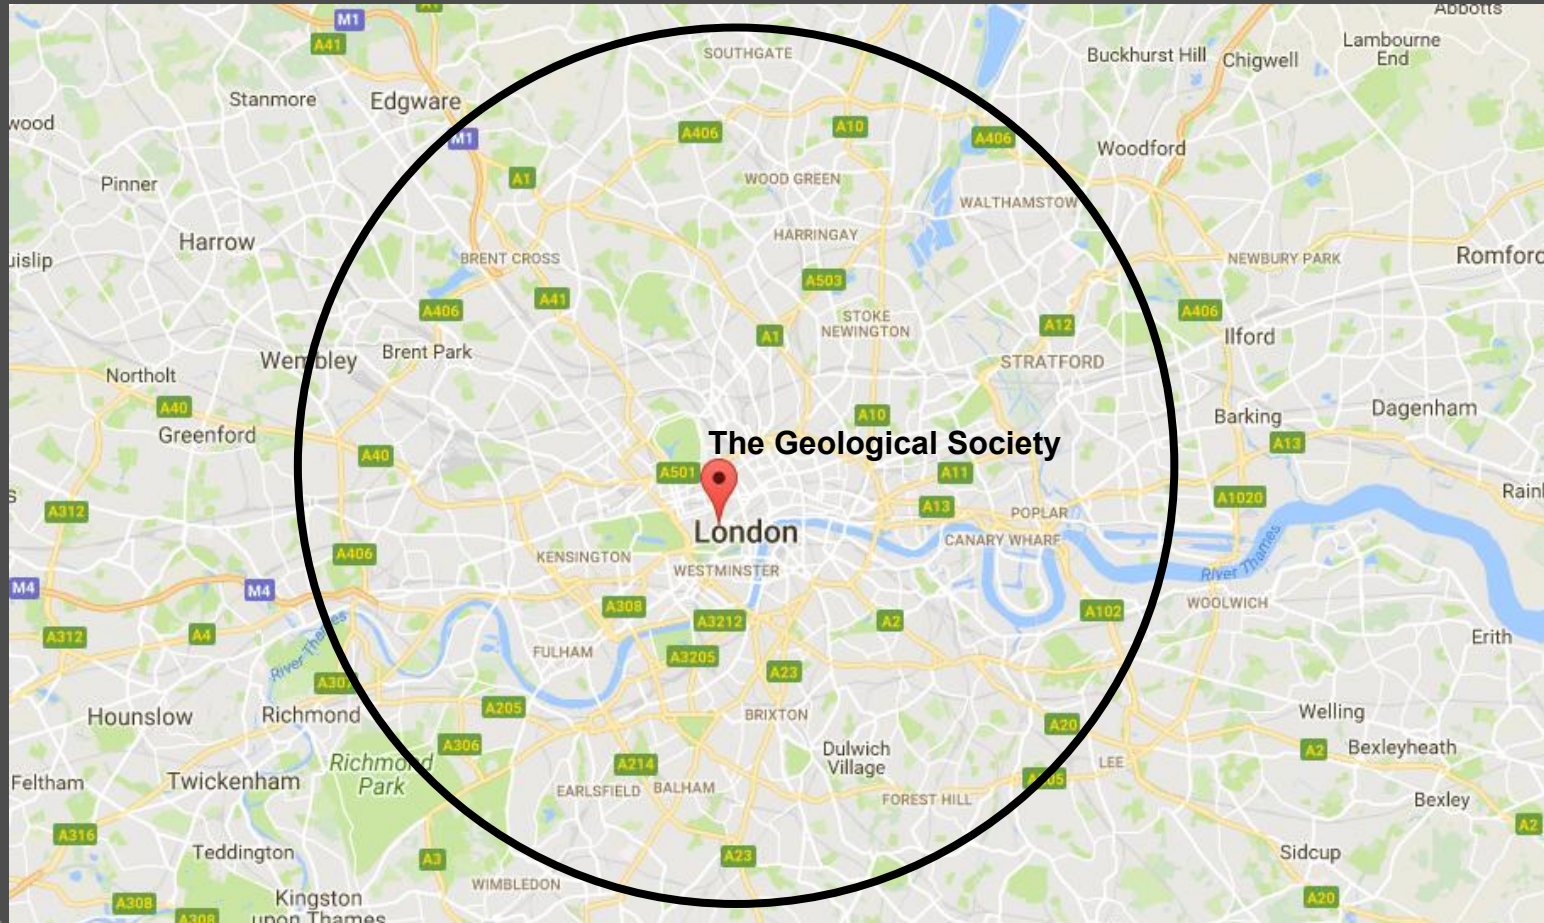 Abbotts
M1
A41
SOUTHGATE
Buckhurst Hill
Chigwell
Lambourne
End
Stanmore
Edgware
wood
M1
A406
A10
A406
Woodford
Pinner
A1
WOOD GREEN
WALTHAMSTOW
Harrow
HARRINGAY
uislip
BRENT CROSS
NEWBURY PARK
Romford
A503
A406
A41
STOKE
NEWINGTON
A406
A1
A12
Ilford
Wembley
Brent Park
STRATFORD
Northolt
A40
A10
Barking
Dagenham
Greenford
The Geological Society
A13
A40
A501
A11
A312
A13
A1020
Rainl
POPLAR
London
CANARY WHARF
A406
KENSINGTON
WESTMINSTER
River Thames
M4
M4
A308
A102
WOOLWICH
A312
A4
A3212
A2
Erith
River Thames
FULHAM
A3205
A23
A307
Hounslow
Richmond
A205
BRIXTON
A20
Welling
A306
Dulwich
Village
A2
Bexleyheath
Richmond
Park
A214
LEE
Feltham
Twickenham
EARLSFIELD
BALHAM
FOREST HILL
A205
Bexley
A316
A2
Teddington
A3
A23
Sidcup
WIMBLEDON
A308
Kingston
upon Thames
A308
A20